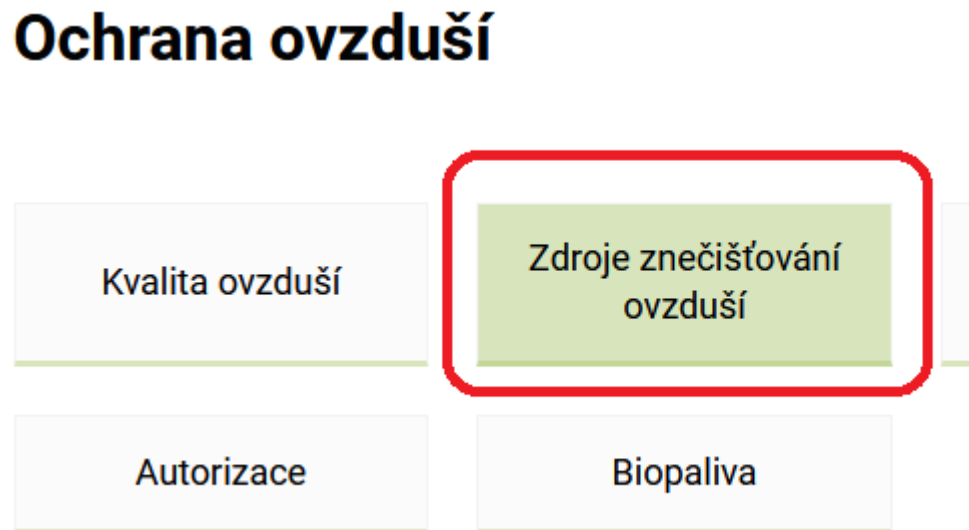 Ochrana ovzduší
Kvalita ovzduší
Zdroje znečišťování
ovzduší
Autorizace
Biopaliva